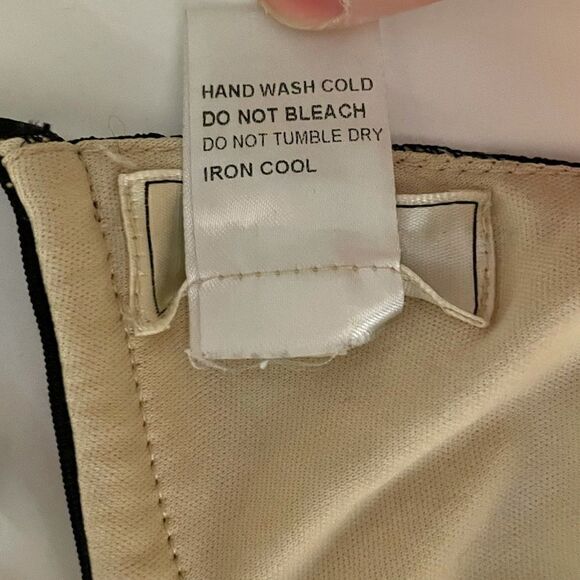 HAND WASH COLD
DO NOT BLEACH
DO NOT TUMBLE DRY
IRON COOL